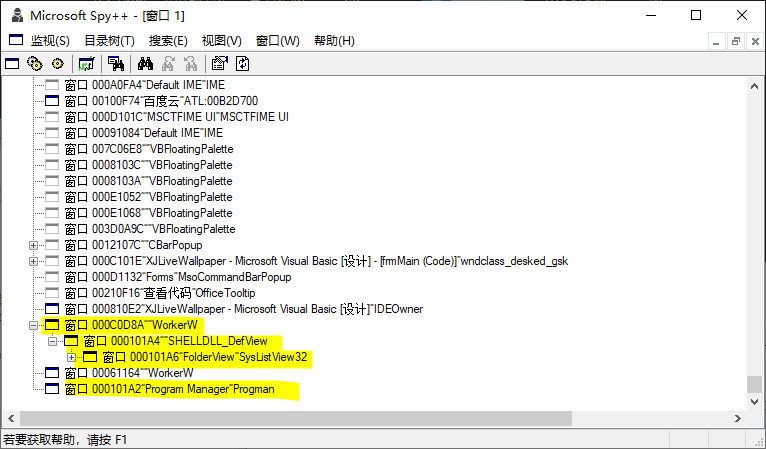 Microsoft Spy++ - [窗口 1]
监视(S) 目录树(T) 搜索(E) 视图(V) 窗口(W) 帮助(H)
窗口 000A0FA4"Default IME"IME
窗口 00100F74"百度云"ATL:00B2D700
窗口 000D101C"MSCTFIME UI"MSCTFIME UI
窗口 00091084"Default IME"IME
窗口 007C06E8""VBFloatingPalette
窗口 0008103C""VBFloatingPalette
窗口 0008103A""VBFloatingPalette
窗口 000E1052""VBFloatingPalette
窗口 000E1068""VBFloatingPalette
窗口 003D0A9C""VBFloatingPalette
窗口 0012107C""CBarPopup
窗口 000C101E"XJLiveWallpaper - Microsoft Visual Basic [设计] - [frmMain (Code)]"wndclass_desked_gsk
窗口 000D1132"Forms"MsoCommandBarPopup
窗口 00210F16"查看代码"OfficeTooltip
窗口 000810E2"XJLiveWallpaper - Microsoft Visual Basic [设计]"IDEOwner
窗口 000C0D8A""WorkerW
窗口 000101A4""SHELLDLL_DefView
窗口 000101A6"FolderView"SysListView32
窗口 00061164""WorkerW
窗口 000101A2"Program Manager"Progman
若要获取帮助，请按 F1